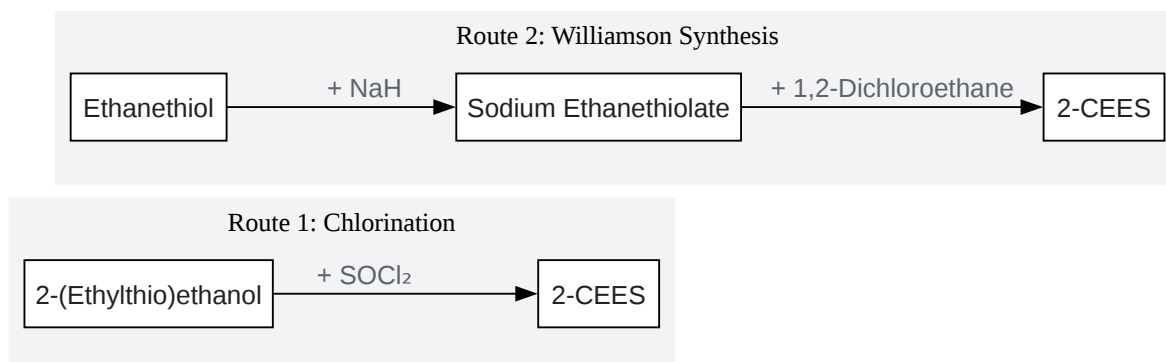 Route 2: Williamson Synthesis
Ethanethiol
+ NaH
Sodium Ethanethiolate
+ 1,2-Dichloroethane
2-CEES
Route 1: Chlorination
2-(Ethylthio)ethanol
+ SOCl₂
2-CEES